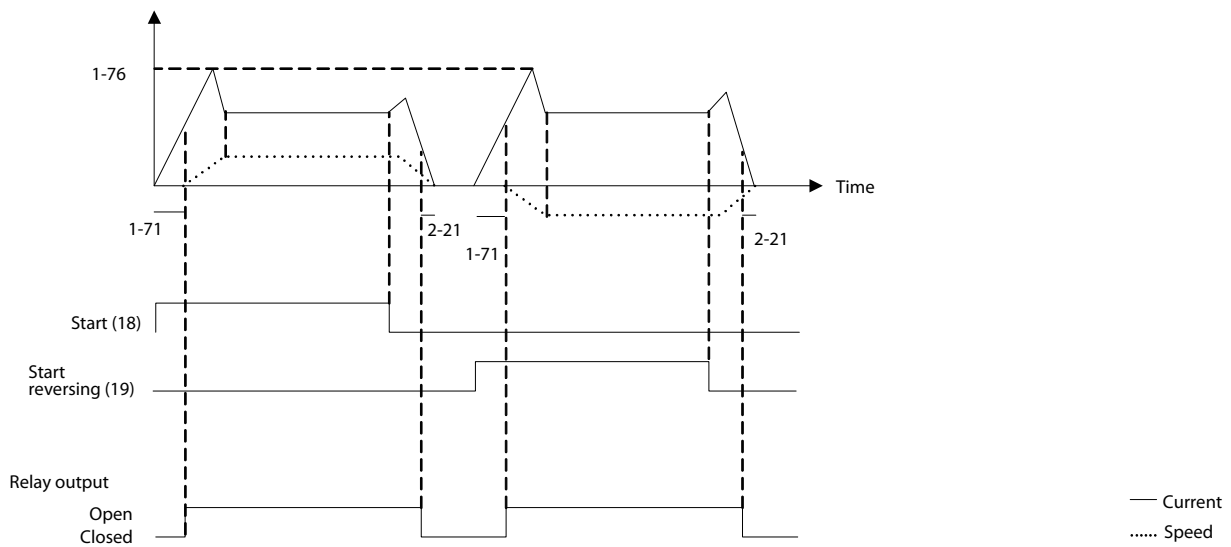 1-76
Time
1-71
2-21
1-71
2-21
Start (18)
Start
reversing (19)
Relay output
Open
Closed
Current
Speed